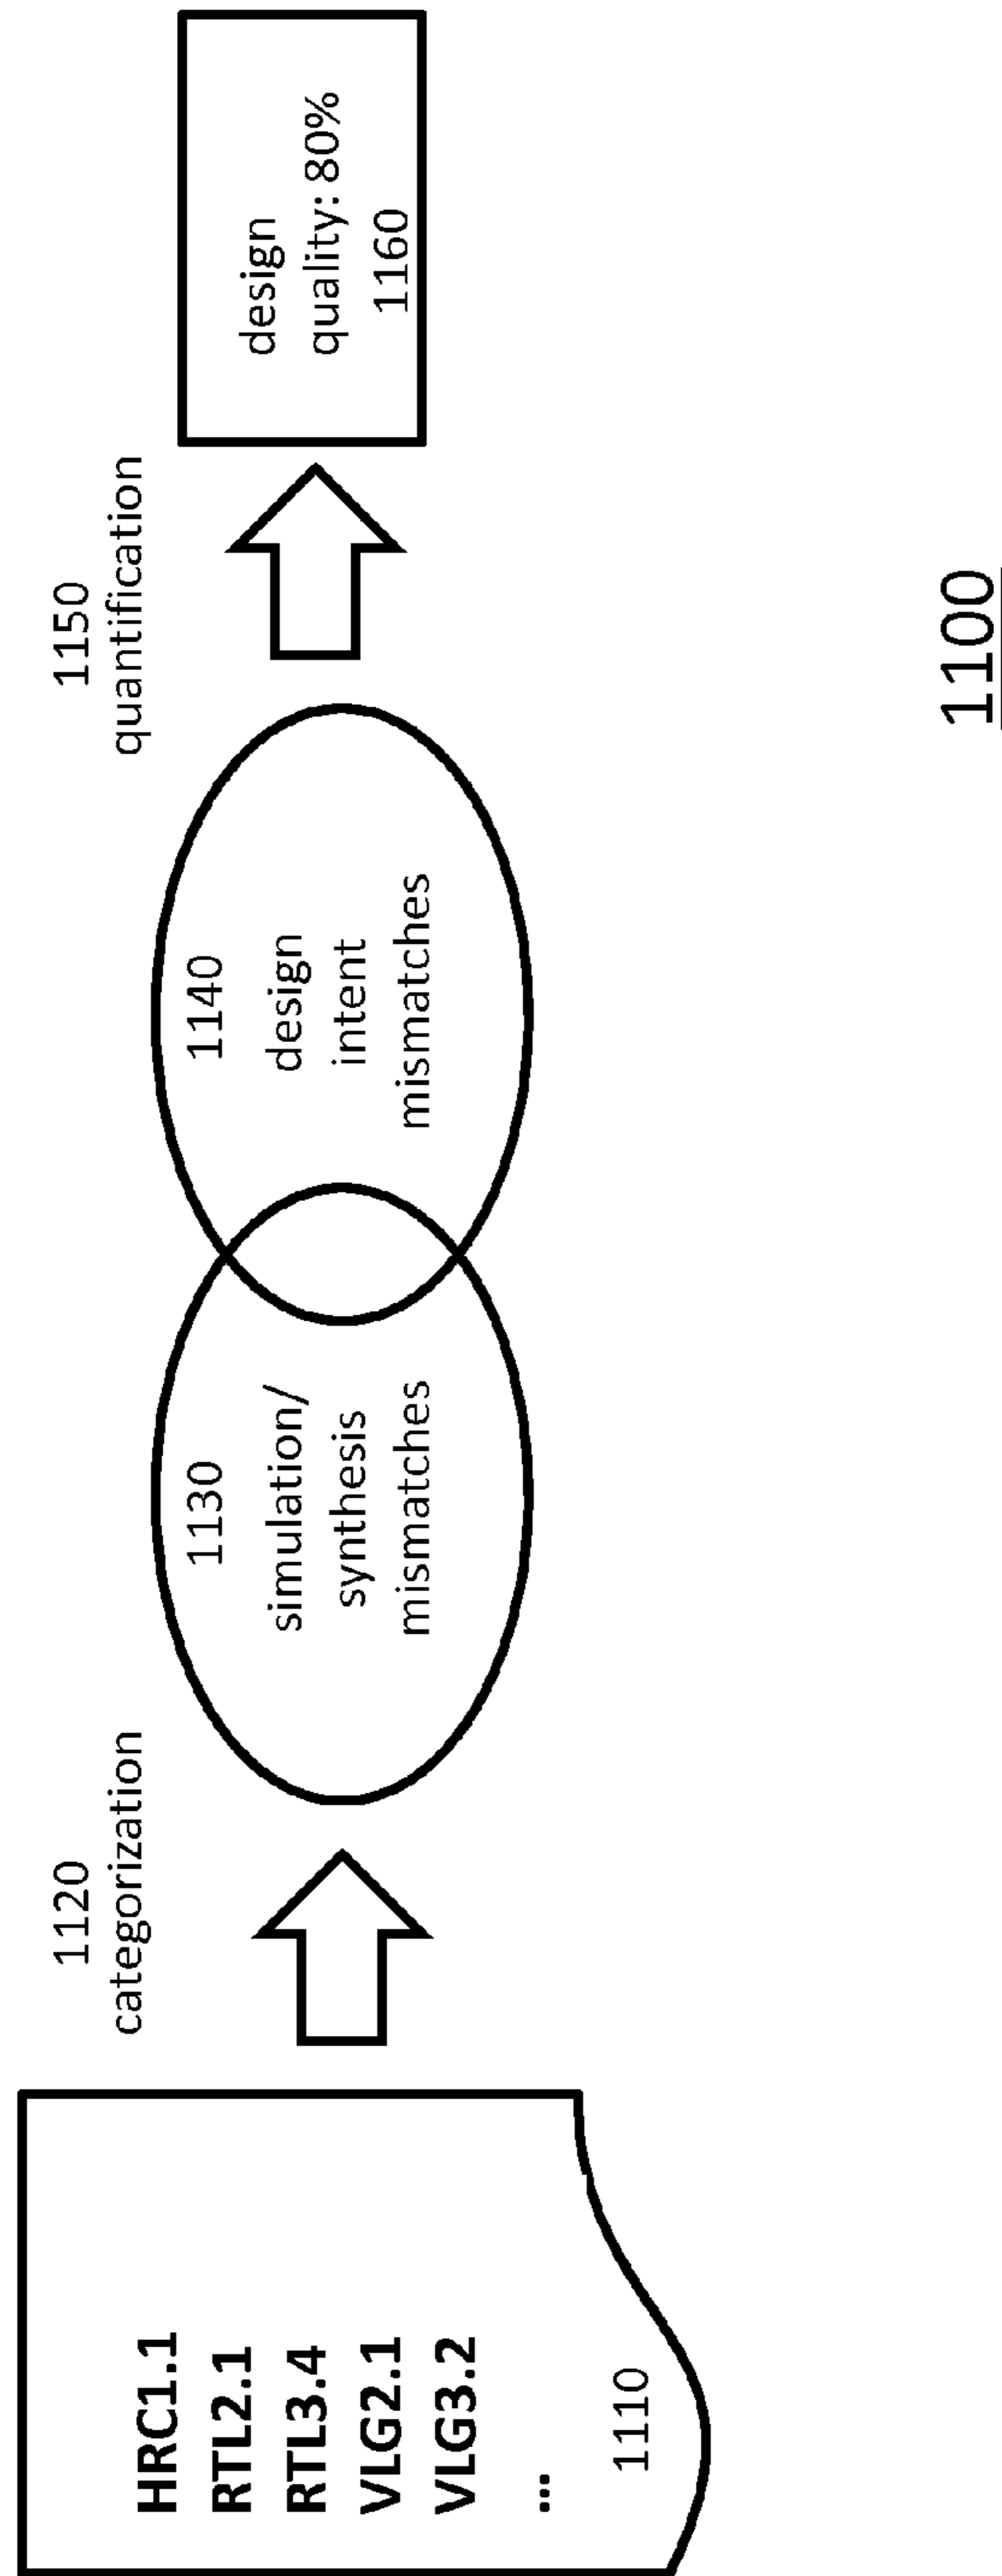 HRC1.1
RTL2.1
RTL3.4
VLG2.1
VLG3.2
...
1110
1120
categorization
1130
simulation/
synthesis
mismatches
1140
design
intent
mismatches
1150
quantification
design
quality: 80%
1160
1100